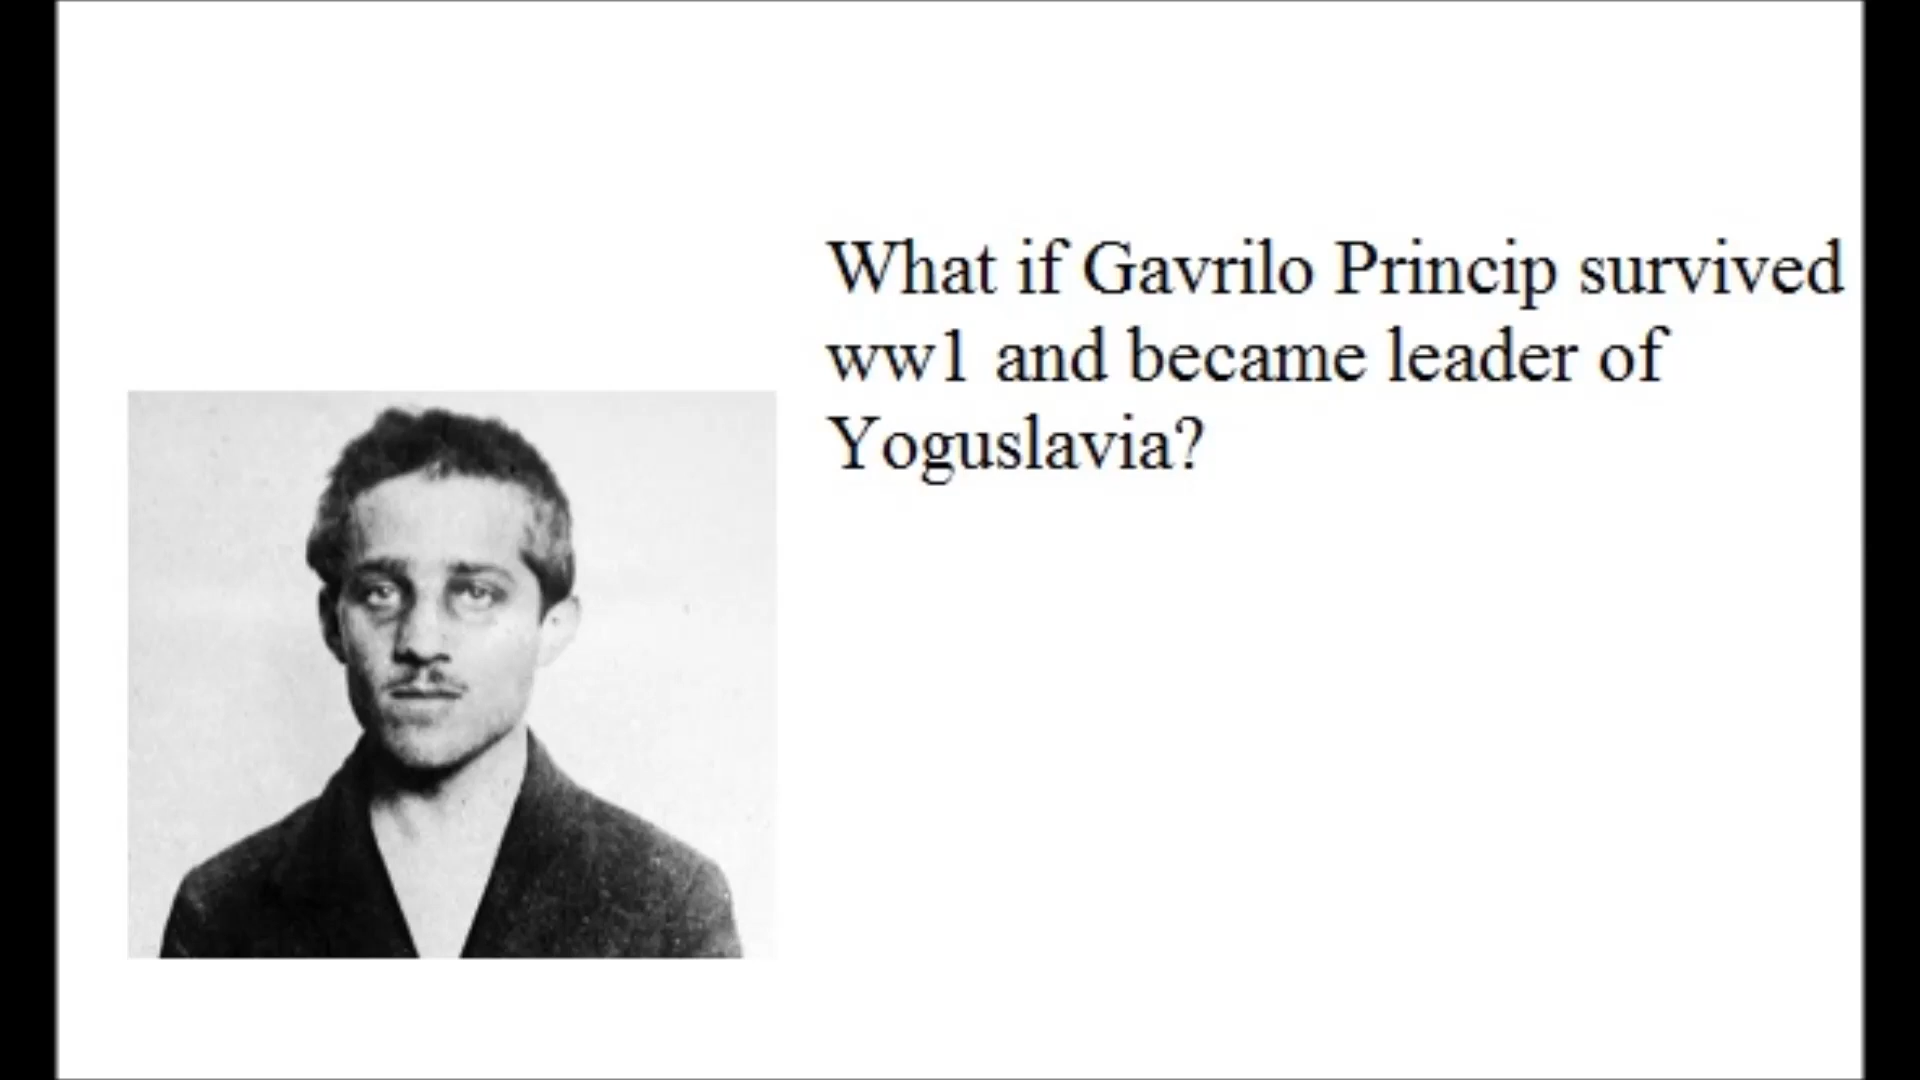 What if Gavrilo Princip survived
ww1 and became leader of
Yoguslavia?